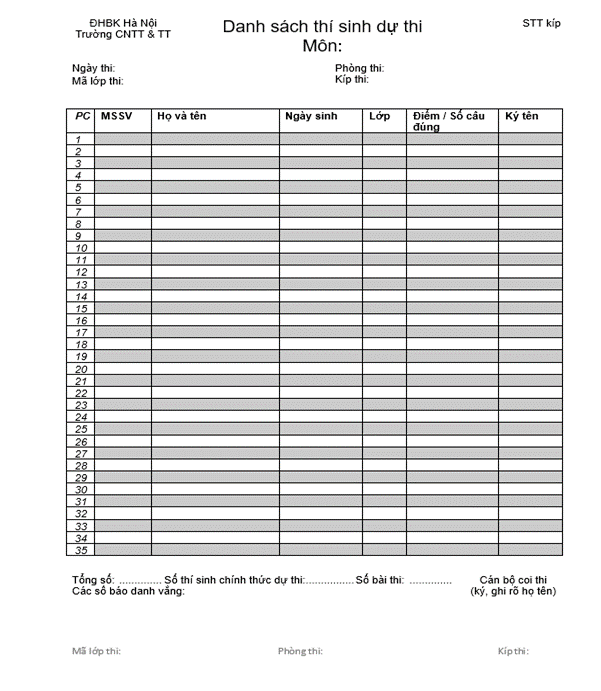 ĐHBK Hà Nội
Trường CNTT & TT
Danh sách thí sinh dự thi
Môn:
STT kíp
Ngày thi:
Mã lớp thi:
Phòng thi:
Kíp thi:
PC MSSV Họ và tên Ngày sinh Lớp Điểm / Số câu đúng Ký tên
1
2
3
4
5
6
7
8
9
10
11
12
13
14
15
16
17
18
19
20
21
22
23
24
25
26
27
28
29
30
31
32
33
34
35
Tổng số: .............. Số thí sinh chính thức dự thi:................ Số bài thi: .............. Cán bộ coi thi
Các số báo danh vắng: (ký, ghi rõ họ tên)
Mã lớp thi: Phòng thi: Kíp thi: